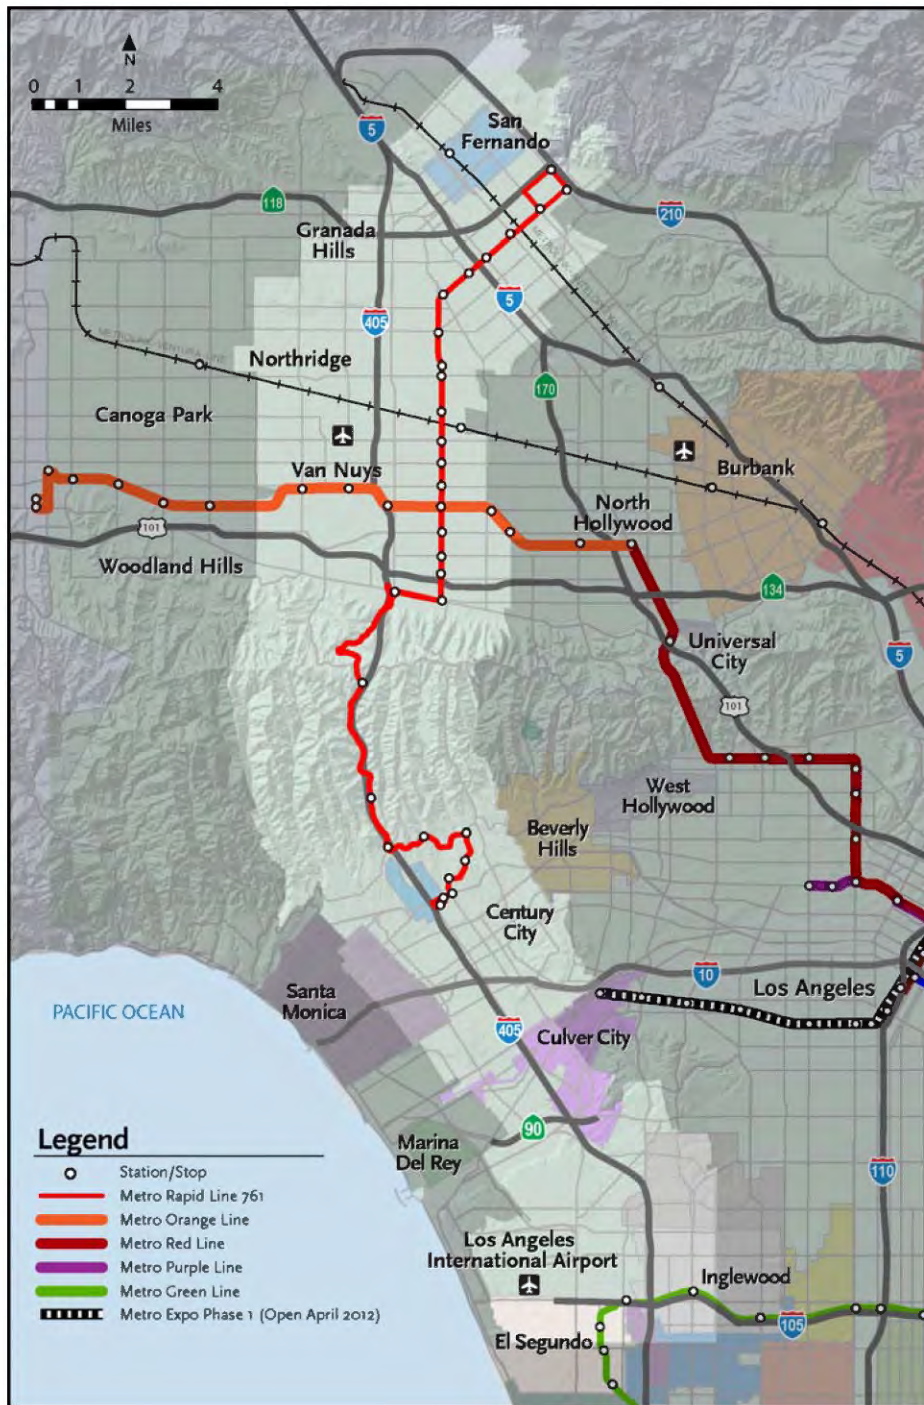 N
0 1 2 4
Miles
5
San
Fernando
118
210
Granada
Hills
405
5
METROLINK VENTURA LINE
Northridge
170
Canoga Park
Van Nuys
Burbank
North
Hollywood
101
Woodland Hills
134
Universal
City
5
101
West
Hollywood
Beverly
Hills
Century
City
10
Los Angeles
Santa
Monica
PACIFIC OCEAN
405
Culver City
90
Marina
Del Rey
110
Los Angeles
International Airport
Inglewood
105
El Segundo
Legend
Station/Stop
Metro Rapid Line 761
Metro Orange Line
Metro Red Line
Metro Purple Line
Metro Green Line
Metro Expo Phase 1 (Open April 2012)